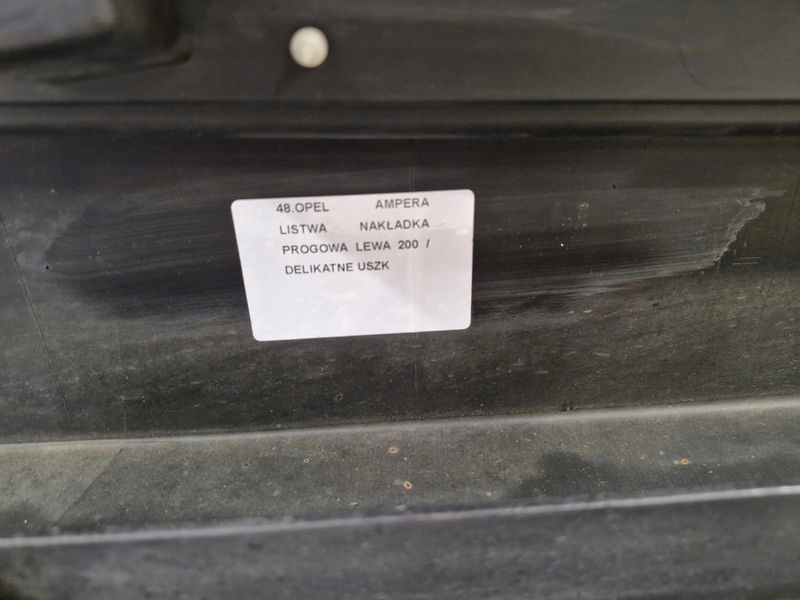 48.OPEL AMPERA
LISTWA NAKŁADKA
PROGOWA LEWA 200 /
DELIKATNE USZK